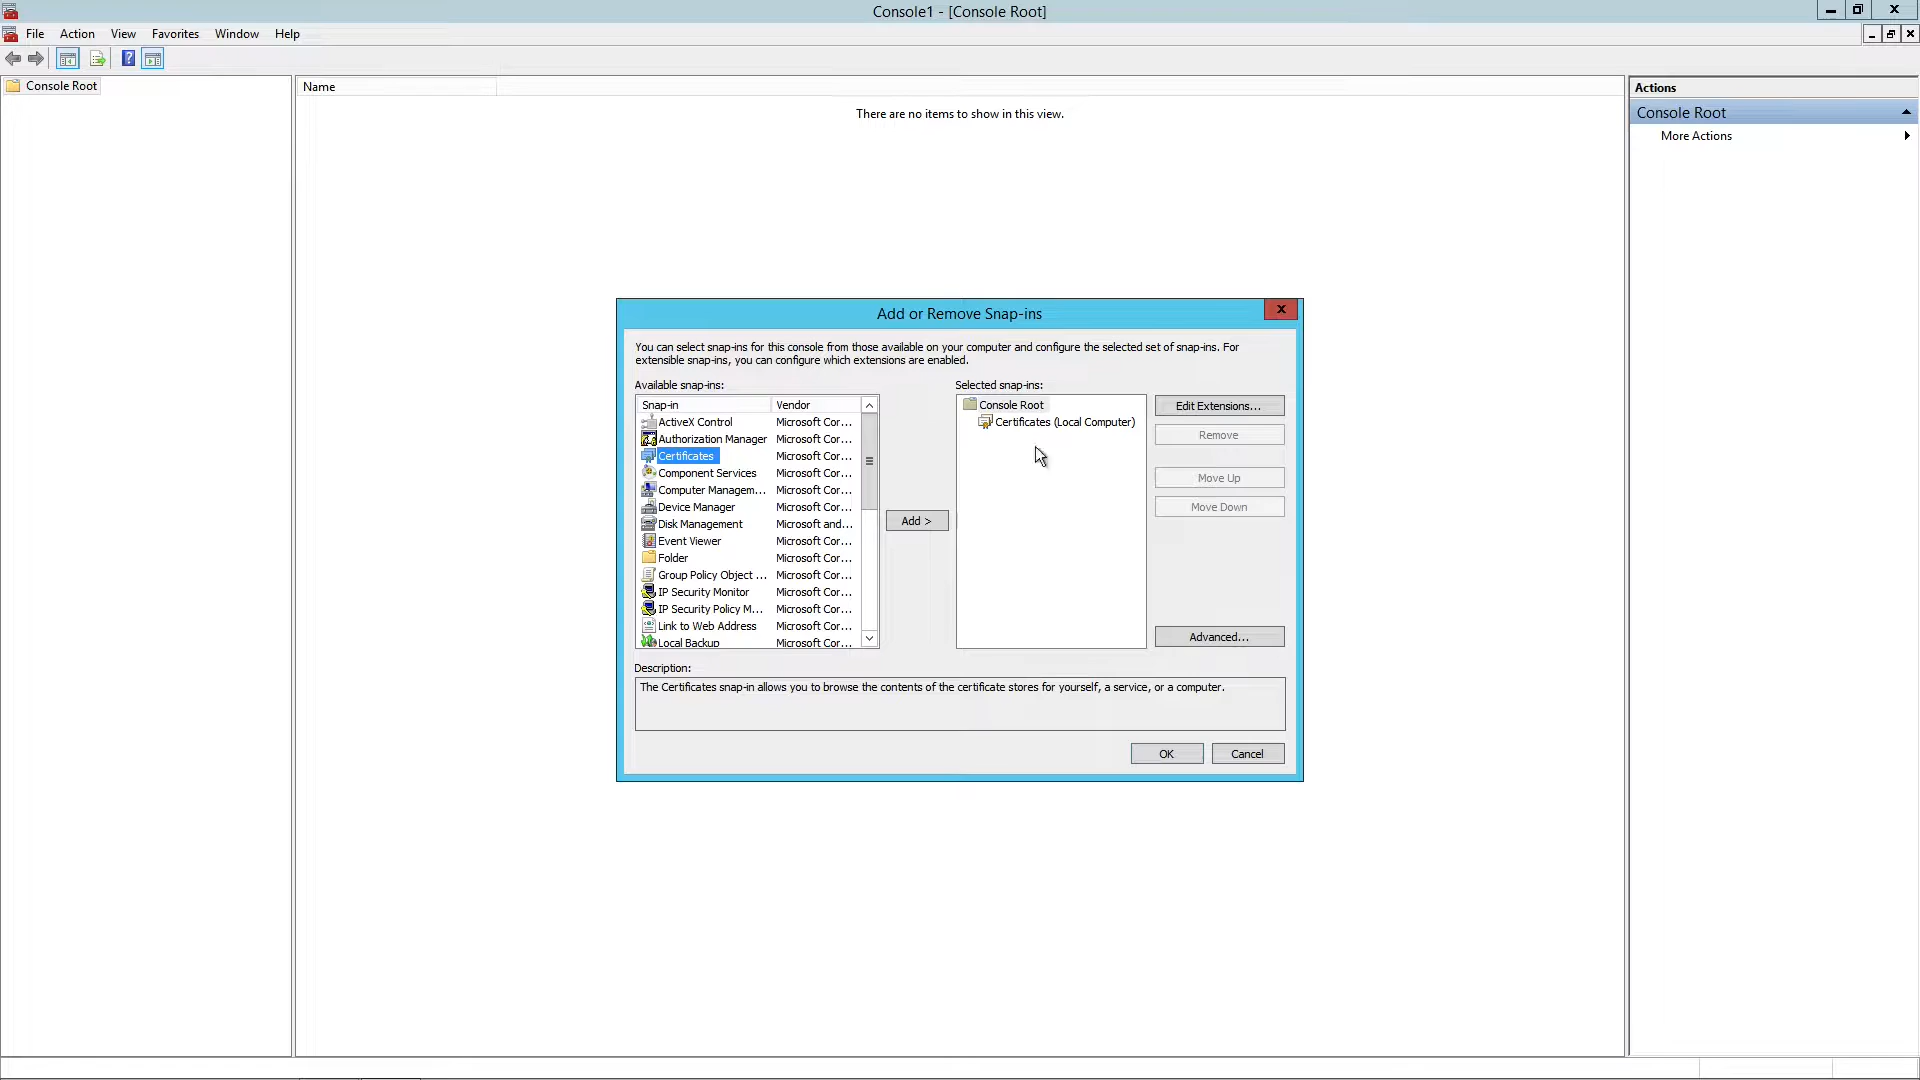 Console1 - [Console Root]
File Action View Favorites Window Help
Console Root
Name
There are no items to show in this view.
Actions
Console Root
More Actions
Add or Remove Snap-ins
You can select snap-ins for this console from those available on your computer and configure the selected set of snap-ins. For
extensible snap-ins, you can configure which extensions are enabled.
Available snap-ins:
Snap-in Vendor
ActiveX Control Microsoft Cor...
Authorization Manager Microsoft Cor...
Certificates Microsoft Cor...
Component Services Microsoft Cor...
Computer Managem... Microsoft Cor...
Device Manager Microsoft Cor...
Disk Management Microsoft and...
Event Viewer Microsoft Cor...
Folder Microsoft Cor...
Group Policy Object ... Microsoft Cor...
IP Security Monitor Microsoft Cor...
IP Security Policy M... Microsoft Cor...
Link to Web Address Microsoft Cor...
Local Backup Microsoft Cor...
Add >
Selected snap-ins:
Console Root
Certificates (Local Computer)
Edit Extensions...
Remove
Move Up
Move Down
Advanced...
Description:
The Certificates snap-in allows you to browse the contents of the certificate stores for yourself, a service, or a computer.
OK Cancel